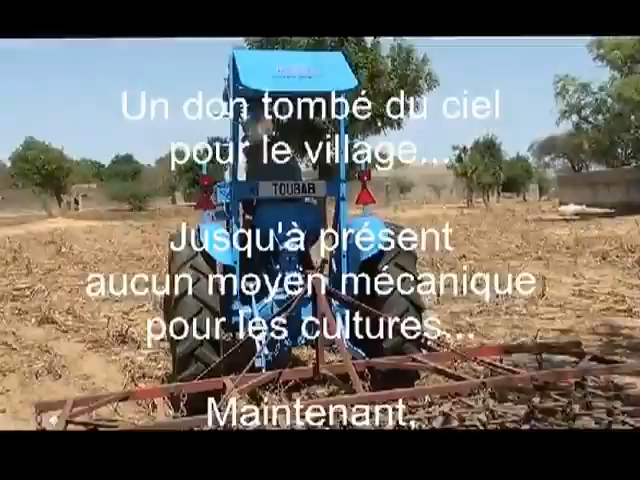 Un don tombé du ciel
pour le village...
TOUBAB
Jusqu'à présent
aucun moyen mécanique
pour les cultures...
Maintenant,